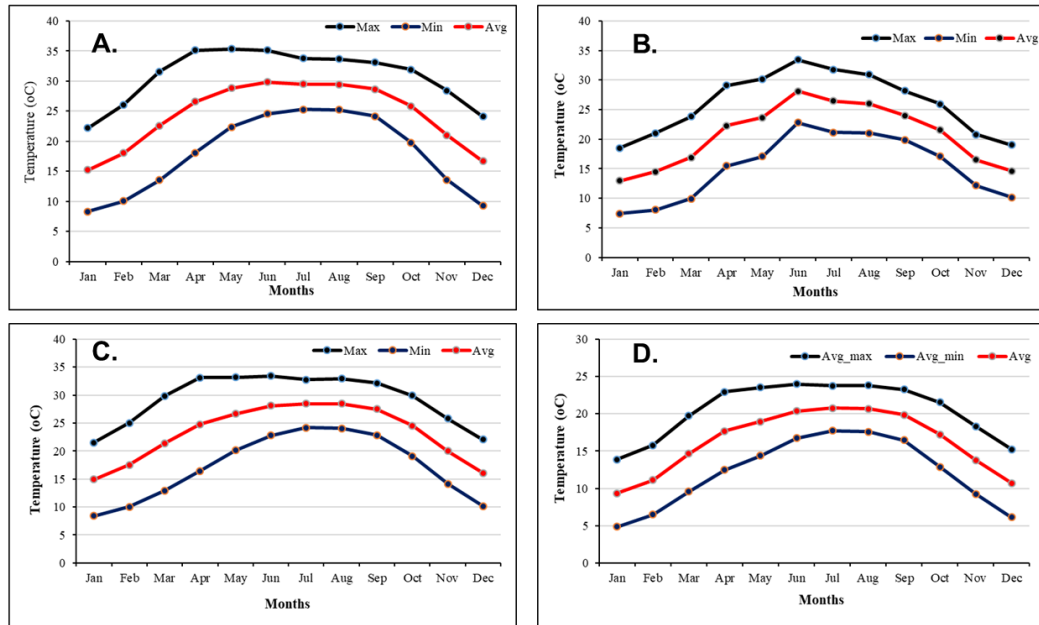 A.
Max Min Avg
Temperature (oC)
40
35
30
25
20
15
10
5
0
Jan Feb Mar Apr May Jun Jul Aug Sep Oct Nov Dec
Months
B.
Max Min Avg
Temperature (oC
40
35
30
25
20
15
10
5
0
Jan Feb Mar Apr May Jun Jul Aug Sep Oct Nov Dec
Months
C.
Max Min Avg
Temperature (oC)
40
35
30
25
20
15
10
5
0
Jan Feb Mar Apr May Jun Jul Aug Sep Oct Nov Dec
Months
D.
Avg_max Avg_min Avg
Temperature (oC)
30
25
20
15
10
5
0
Jan Feb Mar Apr May Jun Jul Aug Sep Oct Nov Dec
Months